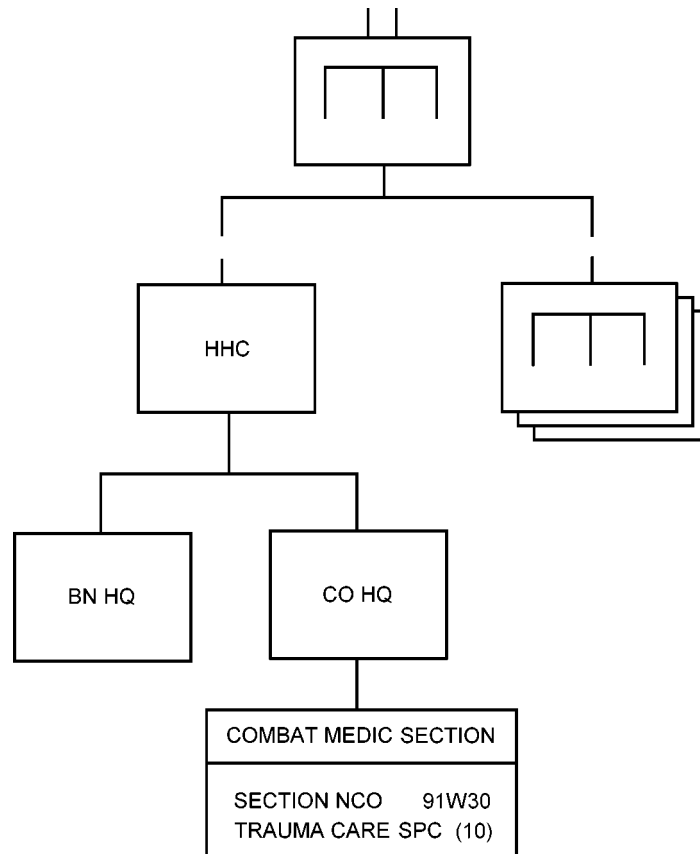 HHC
BN HQ
CO HQ
COMBAT MEDIC SECTION
SECTION NCO 91W30
TRAUMA CARE SPC (10)